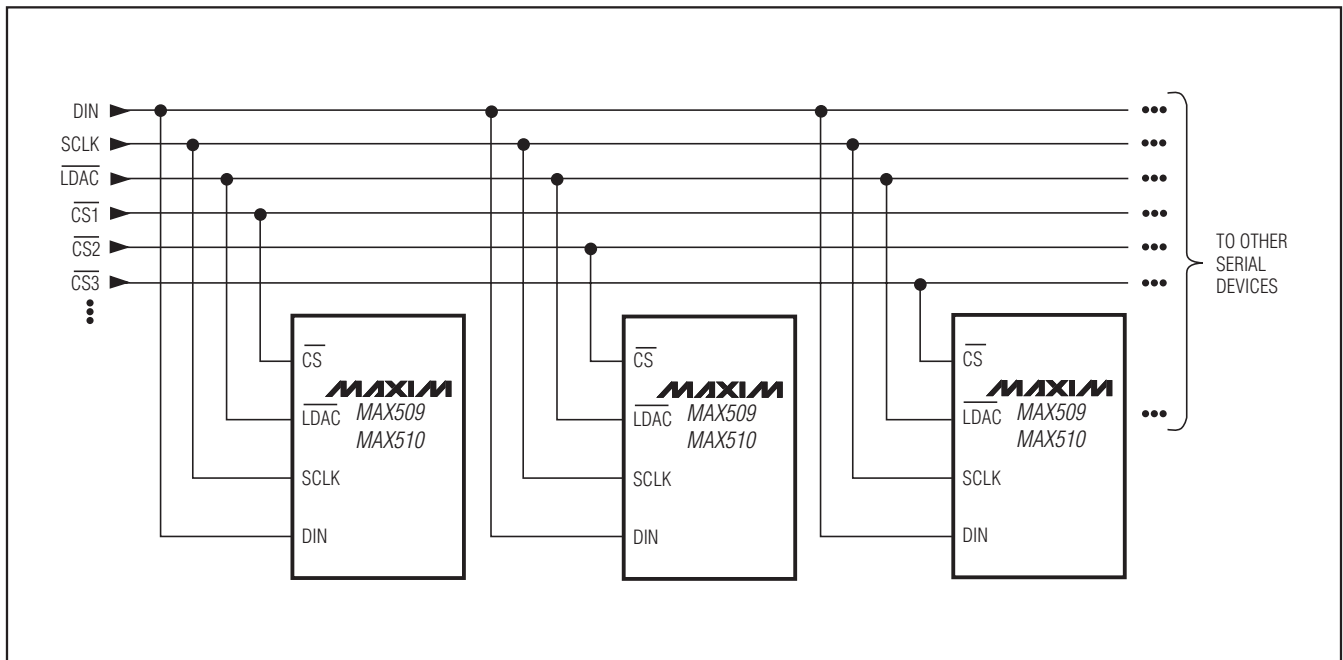 DIN
SCLK
LDAC
CS1
CS2
CS3
TO OTHER
SERIAL
DEVICES
CS
MAXIM
LDAC
MAX509
MAX510
SCLK
DIN
CS
MAXIM
LDAC
MAX509
MAX510
SCLK
DIN
CS
MAXIM
LDAC
MAX509
MAX510
SCLK
DIN